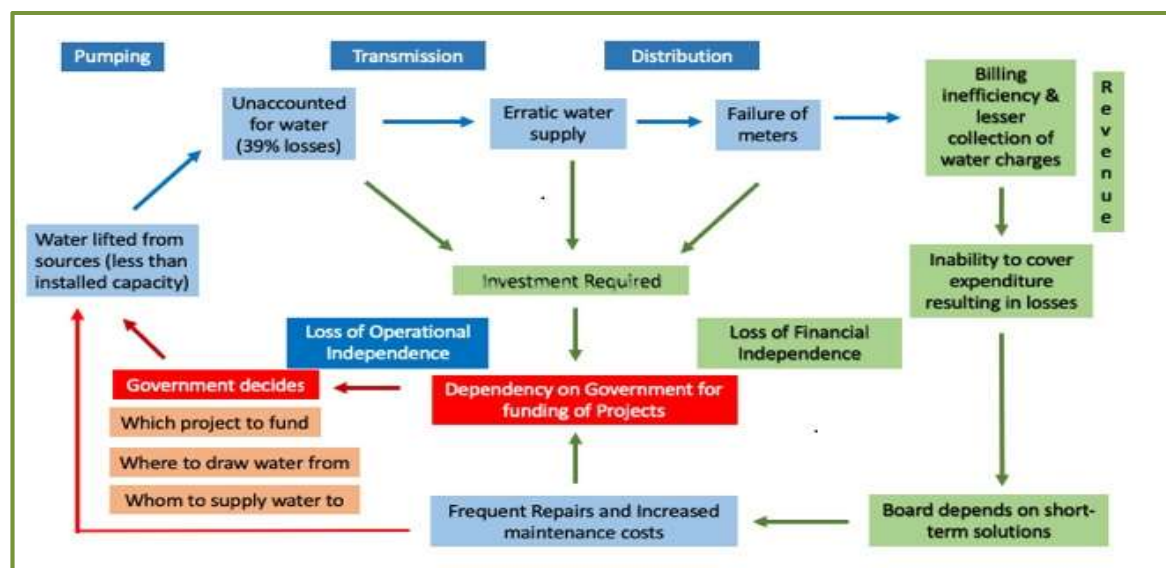 Pumping
Transmission
Distribution
Unaccounted
for water
(39% losses)
Erratic water
supply
Failure of
meters
Billing
inefficiency &
lesser
collection of
water charges
R
e
v
e
n
u
e
Water lifted from
sources (less than
installed capacity)
Investment Required
Inability to cover
expenditure
resulting in losses
Loss of Operational
Independence
Loss of Financial
Independence
Government decides
Dependency on Government for
funding of Projects
Which project to fund
Where to draw water from
Whom to supply water to
Frequent Repairs and Increased
maintenance costs
Board depends on short-
term solutions